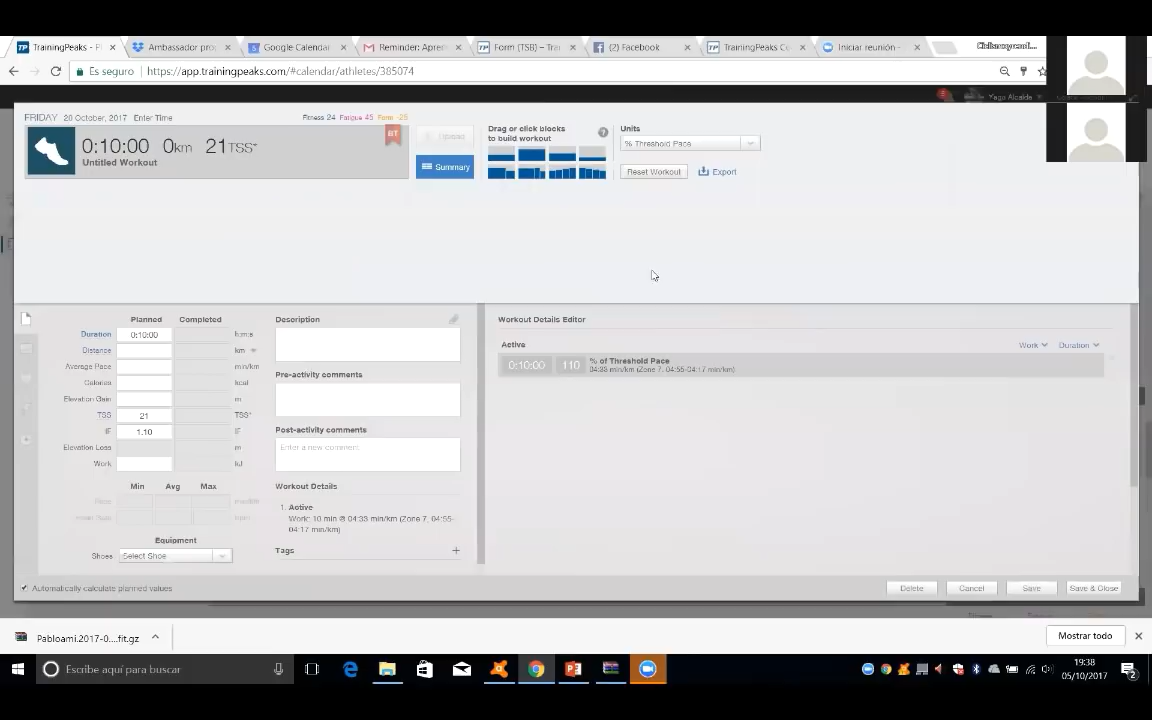 TrainingPeaks - P
Ambassador pro
Google Calendar
Reminder: Apren
Form (TSB) – Tra
(2) Facebook
TrainingPeaks C
Iniciar reunión -
Es seguro
https://app.trainingpeaks.com/#calendar/athletes/385074
Yago Alcalde
FRIDAY 20 October, 2017 Enter Time
Fitness 24 Fatigue 45 Form -25
0:10:00 0km 21TSS*
Untitled Workout
BT
Upload
Summary
Drag or click blocks
to build workout
?
Units
% Threshold Pace
Reset Workout
Export
Planned Completed
Duration 0:10:00 h:m:s
Distance km
Average Pace min/km
Calories kcal
Elevation Gain m
TSS 21 TSS*
IF 1.10 IF
Elevation Loss m
Work kJ
Min Avg Max
Equipment
Shoes Select Shoe
Description
Pre-activity comments
Post-activity comments
Enter a new comment
Workout Details
1. Active
Work: 10 min @ 04:33 min/km (Zone 7, 04:55-
04:17 min/km)
Tags +
Workout Details Editor
Active
Work Duration
0:10:00 110 % of Threshold Pace
04:33 min/km (Zone 7, 04:55-04:17 min/km)
Automatically calculate planned values
Delete Cancel Save Save & Close
Pabloami.2017-0....fit.gz
Mostrar todo
Escribe aquí para buscar
19:38
05/10/2017
2